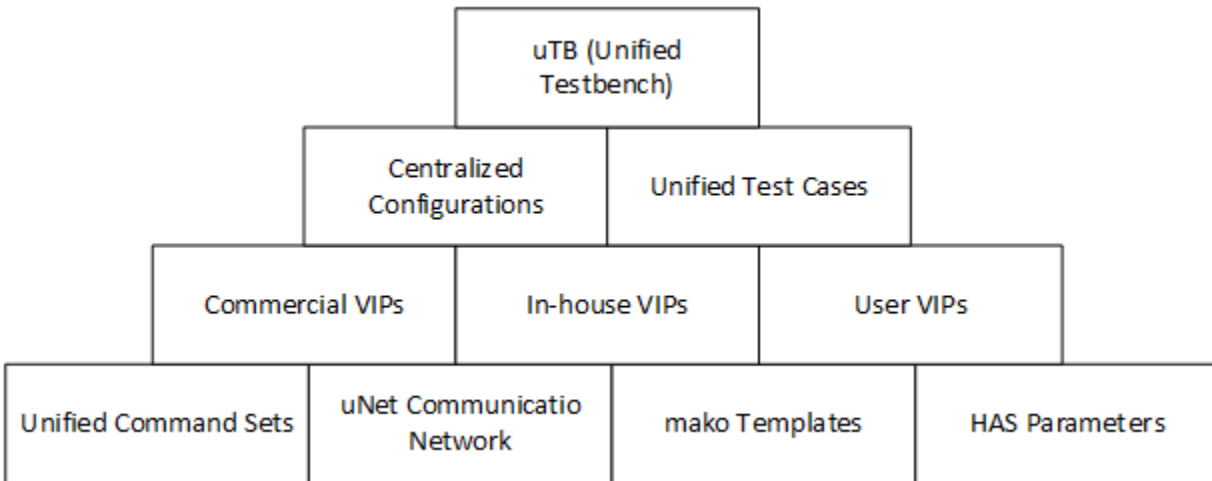 uTB (Unified
Testbench)
Centralized
Configurations
Unified Test Cases
Commercial VIPs
In-house VIPs
User VIPs
Unified Command Sets
uNet Communicatio
Network
mako Templates
HAS Parameters